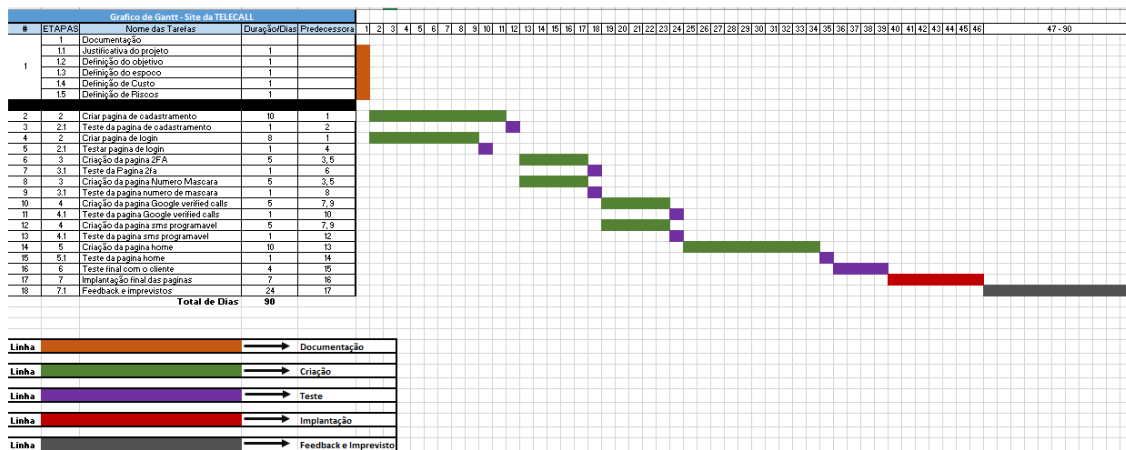 Grafico de Gantt - Site da TELECALL
# ETAPAS Nome das Tarefas Duração/Dias Predecessora 1 2 3 4 5 6 7 8 9 10 11 12 13 14 15 16 17 18 19 20 21 22 23 24 25 26 27 28 29 30 31 32 33 34 35 36 37 38 39 40 41 42 43 44 45 46 47 - 90
1 Documentação
1.1 Justificativa do projeto 1
1 1.2 Definição do objetivo 1
1.3 Definição do espoco 1
1.4 Definição de Custo 1
1.5 Definição de Riscos 1
2 2 Criar pagina de cadastramento 10 1
3 2.1 Teste da pagina de cadastramento 1 2
4 2 Criar pagina de login 8 1
5 2.1 Testar pagina de login 1 4
6 3 Criação da pagina 2FA 5 3, 5
7 3.1 Teste da Pagina 2fa 1 6
8 3 Criação da pagina Numero Mascara 5 3, 5
9 3.1 Teste da pagina numero de mascara 1 8
10 4 Criação da pagina Google verified calls 5 7, 9
11 4.1 Teste da pagina Google verified calls 1 10
12 4 Criação da pagina sms programavel 5 7, 9
13 4.1 Teste da pagina sms programavel 1 12
14 5 Criação da pagina home 10 13
15 5.1 Teste da pagina home 1 14
16 6 Teste final com o cliente 4 15
17 7 Implantação final das paginas 7 16
18 7.1 Feedback e imprevistos 24 17
Total de Dias 90
Linha Documentação
Linha Criação
Linha Teste
Linha Implantação
Linha Feedback e Imprevisto